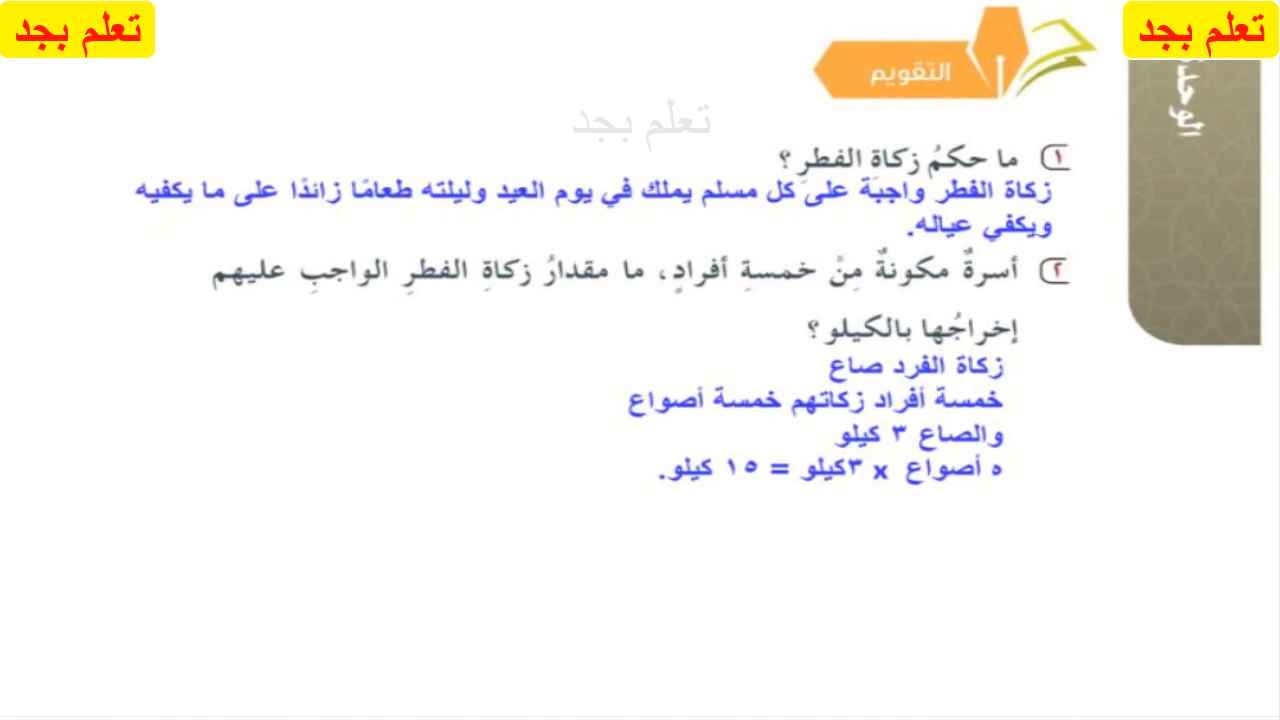 تعلم بجد
تعلم بجد
الوحدة
التقويم
تعلم بجد
١ ما حكمُ زكاةِ الفطرِ؟
زكاة الفطر واجبَة على كل مسلم يملك في يوم العيد وليلته طعامًا زائدًا على ما يكفيه
ويكفي عياله.
٢ أسرةٌ مكونةٌ مِنْ خمسةِ أفرادٍ، ما مقدارُ زكاةِ الفطرِ الواجبِ عليهم
إخراجُها بالكيلو؟
زكاة الفرد صاع
خمسة أفراد زكاتهم خمسة أصواع
والصاع ٣ كيلو
٥ أصواع x ٣كيلو = ١٥ كيلو.